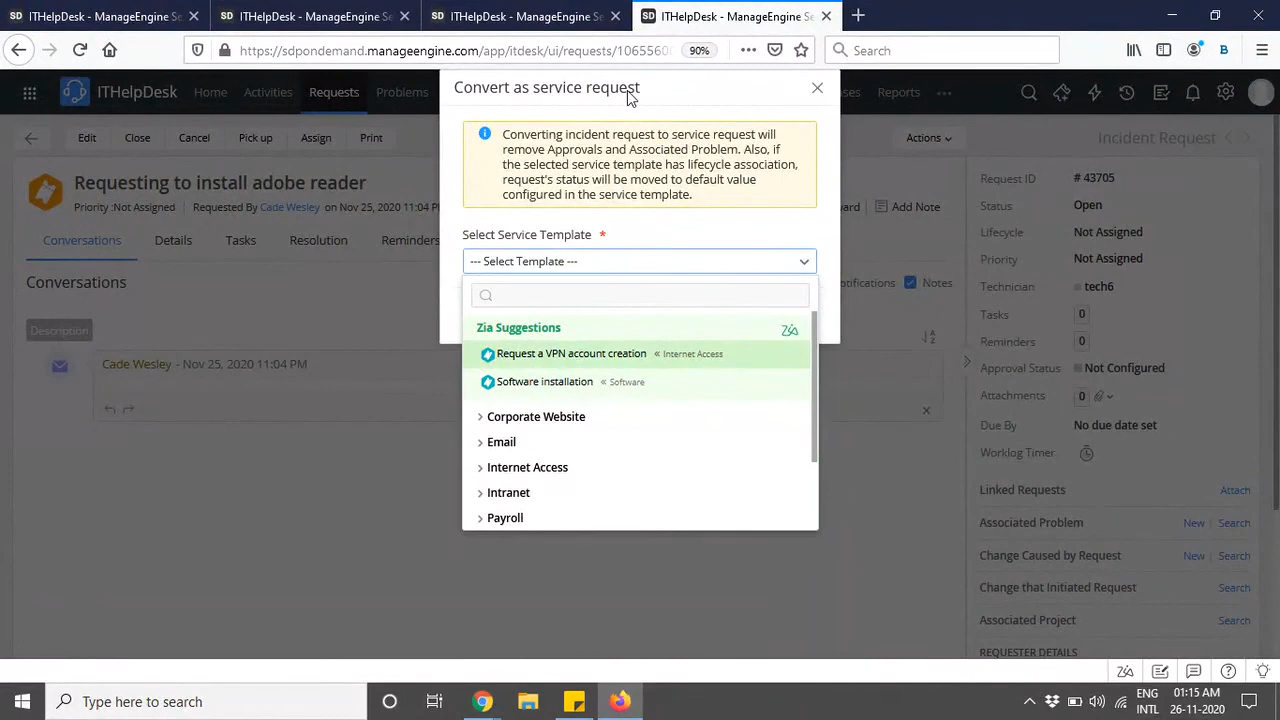 ITHelpDesk - ManageEngine Se
ITHelpDesk - ManageEngine Se
ITHelpDesk - ManageEngine Se
ITHelpDesk - ManageEngine Se
https://sdpondemand.manageengine.com/app/itdesk/ui/requests/1065560
90%
Search
ITHelpDesk
Home
Activities
Requests
Problems
Reports
Convert as service request
Edit
Close
Cancel
Pick up
Assign
Print
Actions
Incident Request
Requesting to install adobe reader
Priority :Not Assigned
Requested By Cade Wesley on Nov 25, 2020 11:04 PM
Add Note
Conversations
Details
Tasks
Resolution
Reminders
Conversations
Notes
Description
Cade Wesley - Nov 25, 2020 11:04 PM
Converting incident request to service request will
remove Approvals and Associated Problem. Also, if
the selected service template has lifecycle association,
request's status will be moved to default value
configured in the service template.
Select Service Template *
--- Select Template ---
Zia Suggestions
Request a VPN account creation « Internet Access
Software installation « Software
Corporate Website
Email
Internet Access
Intranet
Payroll
Request ID # 43705
Status Open
Lifecycle Not Assigned
Priority Not Assigned
Technician tech6
Tasks 0
Reminders 0
Approval Status Not Configured
Attachments 0
Due By No due date set
Worklog Timer
Linked Requests Attach
Associated Problem New Search
Change Caused by Request New Search
Change that Initiated Request Search
Associated Project Search
REQUESTER DETAILS
Type here to search
ENG
INTL
01:15 AM
26-11-2020